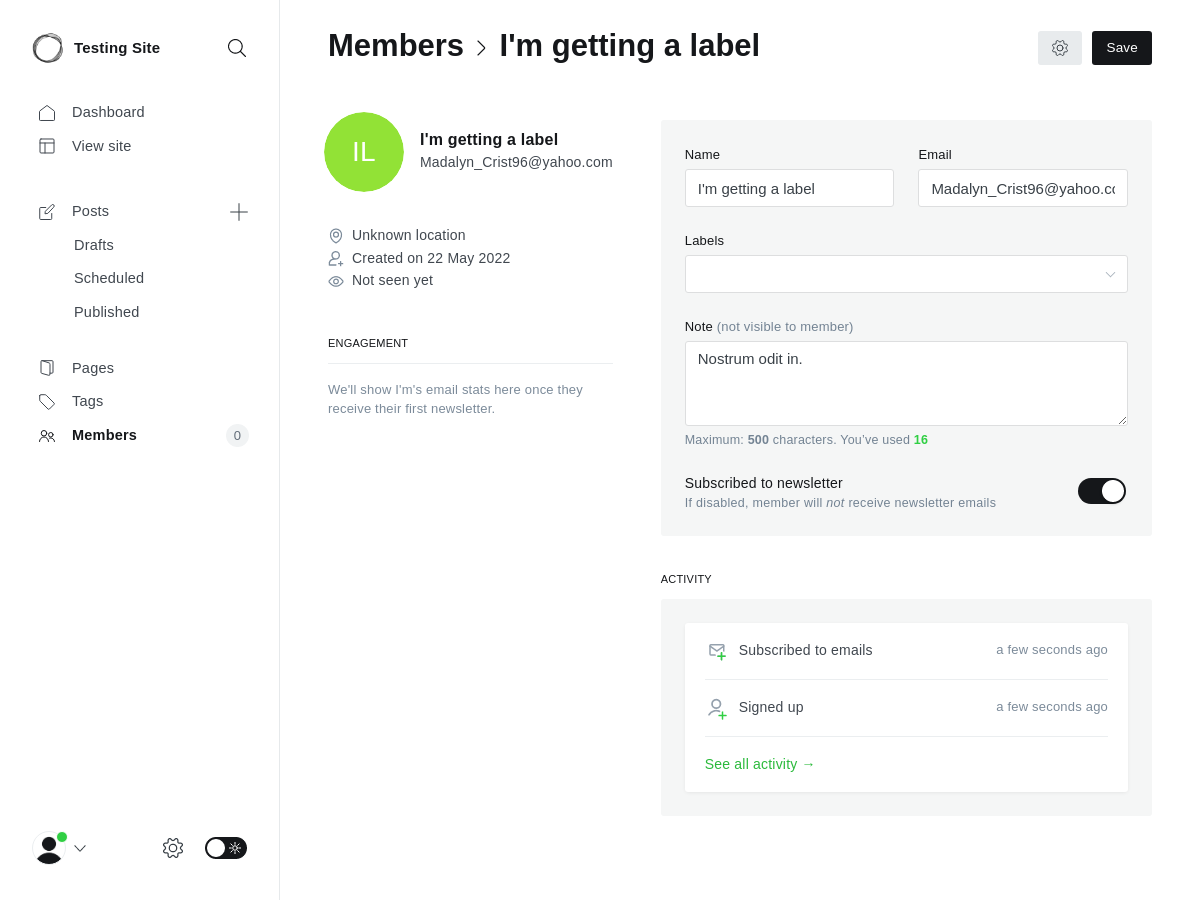 Testing Site
Dashboard
View site
Posts
Drafts
Scheduled
Published
Pages
Tags
Members
0
Members
I'm getting a label
Save
IL
I'm getting a label
Madalyn_Crist96@yahoo.com
Unknown location
Created on 22 May 2022
Not seen yet
ENGAGEMENT
We'll show I'm's email stats here once they
receive their first newsletter.
Name
Email
I'm getting a label
Madalyn_Crist96@yahoo.co
Labels
Note (not visible to member)
Nostrum odit in.
Maximum: 500 characters. You've used 16
Subscribed to newsletter
If disabled, member will not receive newsletter emails
ACTIVITY
Subscribed to emails
a few seconds ago
Signed up
a few seconds ago
See all activity →